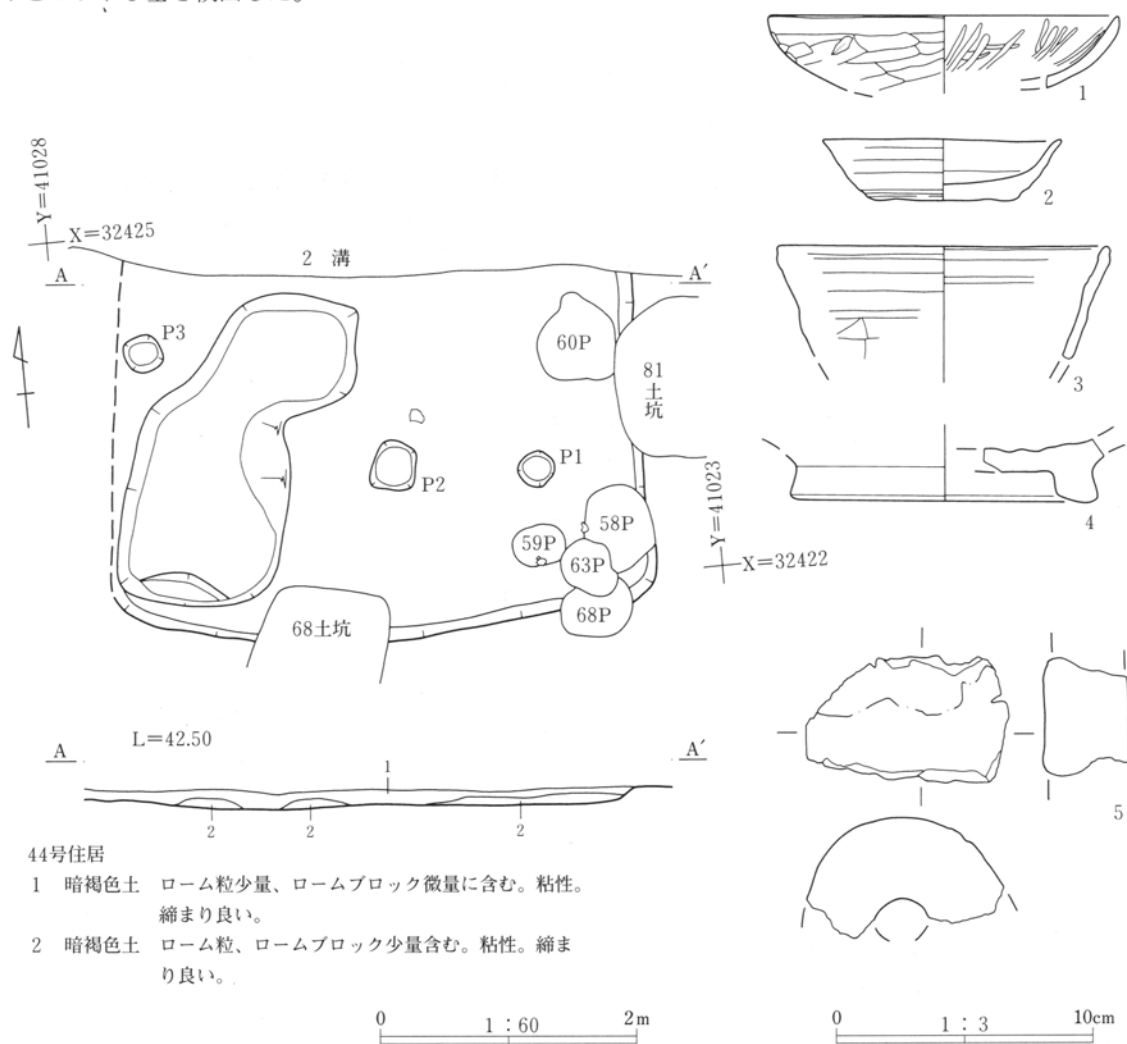 1
2
3
4
5
Y=41028
X=32425
2 溝
A
A′
P3
60P
81土坑
P1
P2
58P
59P
63P
68P
68土坑
Y=41023
X=32422
L=42.50
A
A′
1
2
2
2
44号住居
1 暗褐色土 ローム粒少量、ロームブロック微量に含む。粘性。
締まり良い。
2 暗褐色土 ローム粒、ロームブロック少量含む。粘性。締ま
り良い。
0 1:60 2m
0 1:3 10cm